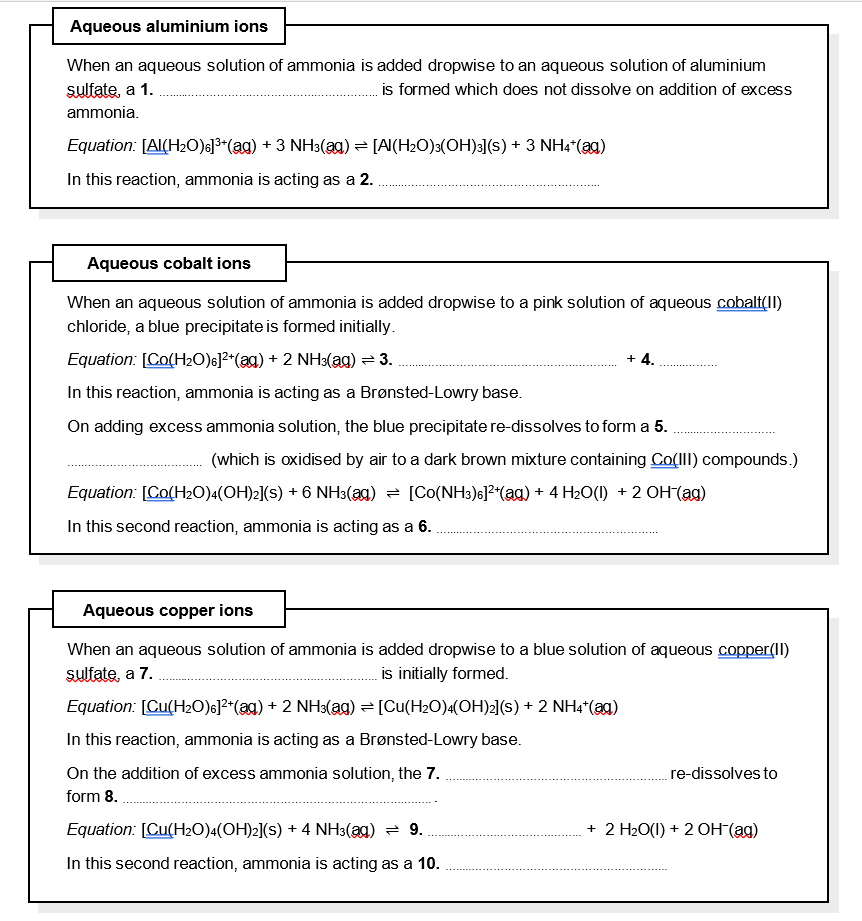 Aqueous aluminium ions
When an aqueous solution of ammonia is added dropwise to an aqueous solution of aluminium
sulfate, a 1. ........................................ is formed which does not dissolve on addition of excess
ammonia.
Equation: [Al(H₂O)₆]³⁺(aq) + 3 NH₃(aq) ⇌ [Al(H₂O)₃(OH)₃](s) + 3 NH₄⁺(aq)
In this reaction, ammonia is acting as a 2. ........................................
Aqueous cobalt ions
When an aqueous solution of ammonia is added dropwise to a pink solution of aqueous cobalt(II)
chloride, a blue precipitate is formed initially.
Equation: [Co(H₂O)₆]²⁺(aq) + 2 NH₃(aq) ⇌ 3. ........................................ + 4. ..............
In this reaction, ammonia is acting as a Brønsted-Lowry base.
On adding excess ammonia solution, the blue precipitate re-dissolves to form a 5. ....................
........................... (which is oxidised by air to a dark brown mixture containing Co(III) compounds.)
Equation: [Co(H₂O)₄(OH)₂](s) + 6 NH₃(aq) ⇌ [Co(NH₃)₆]²⁺(aq) + 4 H₂O(l) + 2 OH⁻(aq)
In this second reaction, ammonia is acting as a 6. ........................................
Aqueous copper ions
When an aqueous solution of ammonia is added dropwise to a blue solution of aqueous copper(II)
sulfate, a 7. ........................................ is initially formed.
Equation: [Cu(H₂O)₆]²⁺(aq) + 2 NH₃(aq) ⇌ [Cu(H₂O)₄(OH)₂](s) + 2 NH₄⁺(aq)
In this reaction, ammonia is acting as a Brønsted-Lowry base.
On the addition of excess ammonia solution, the 7. ........................................ re-dissolves to
form 8. ........................................................ .
Equation: [Cu(H₂O)₄(OH)₂](s) + 4 NH₃(aq) ⇌ 9. .............................. + 2 H₂O(l) + 2 OH⁻(aq)
In this second reaction, ammonia is acting as a 10. ........................................